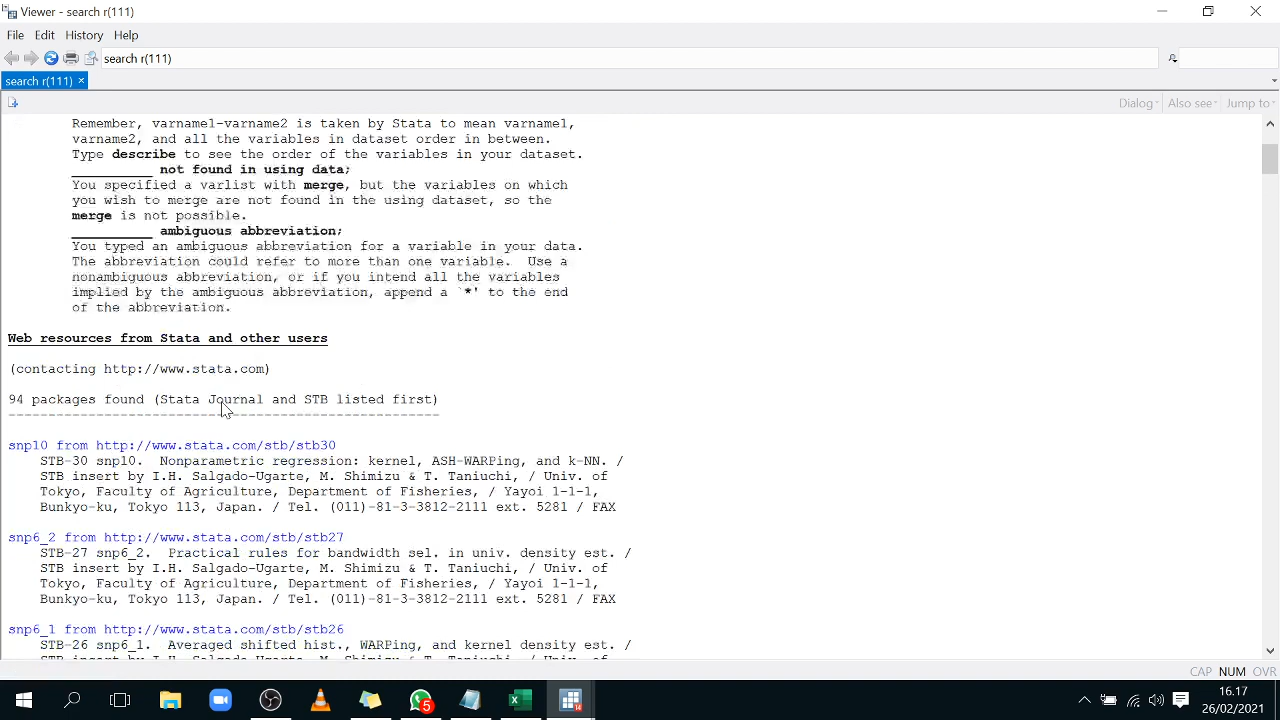 Viewer - search r(111)
File Edit History Help
search r(111)
search r(111) ×
Dialog Also see Jump to
Remember, varname1-varname2 is taken by Stata to mean varname1,
varname2, and all the variables in dataset order in between.
Type describe to see the order of the variables in your dataset.
__________ not found in using data;
You specified a varlist with merge, but the variables on which
you wish to merge are not found in the using dataset, so the
merge is not possible.
__________ ambiguous abbreviation;
You typed an ambiguous abbreviation for a variable in your data.
The abbreviation could refer to more than one variable.  Use a
nonambiguous abbreviation, or if you intend all the variables
implied by the ambiguous abbreviation, append a `*' to the end
of the abbreviation.
Web resources from Stata and other users
(contacting http://www.stata.com)
94 packages found (Stata Journal and STB listed first)
------------------------------------------------------
snp10 from http://www.stata.com/stb/stb30
STB-30 snp10.  Nonparametric regression: kernel, ASH-WARPing, and k-NN. /
STB insert by I.H. Salgado-Ugarte, M. Shimizu & T. Taniuchi, / Univ. of
Tokyo, Faculty of Agriculture, Department of Fisheries, / Yayoi 1-1-1,
Bunkyo-ku, Tokyo 113, Japan. / Tel. (011)-81-3-3812-2111 ext. 5281 / FAX
snp6_2 from http://www.stata.com/stb/stb27
STB-27 snp6_2.  Practical rules for bandwidth sel. in univ. density est. /
STB insert by I.H. Salgado-Ugarte, M. Shimizu & T. Taniuchi, / Univ. of
Tokyo, Faculty of Agriculture, Department of Fisheries, / Yayoi 1-1-1,
Bunkyo-ku, Tokyo 113, Japan. / Tel. (011)-81-3-3812-2111 ext. 5281 / FAX
snp6_1 from http://www.stata.com/stb/stb26
STB-26 snp6_1.  Averaged shifted hist., WARPing, and kernel density est. /
STB insert by I.H. Salgado-Ugarte, M. Shimizu & T. Taniuchi, / Univ. of
CAP NUM OVR
5
14
16.17
26/02/2021